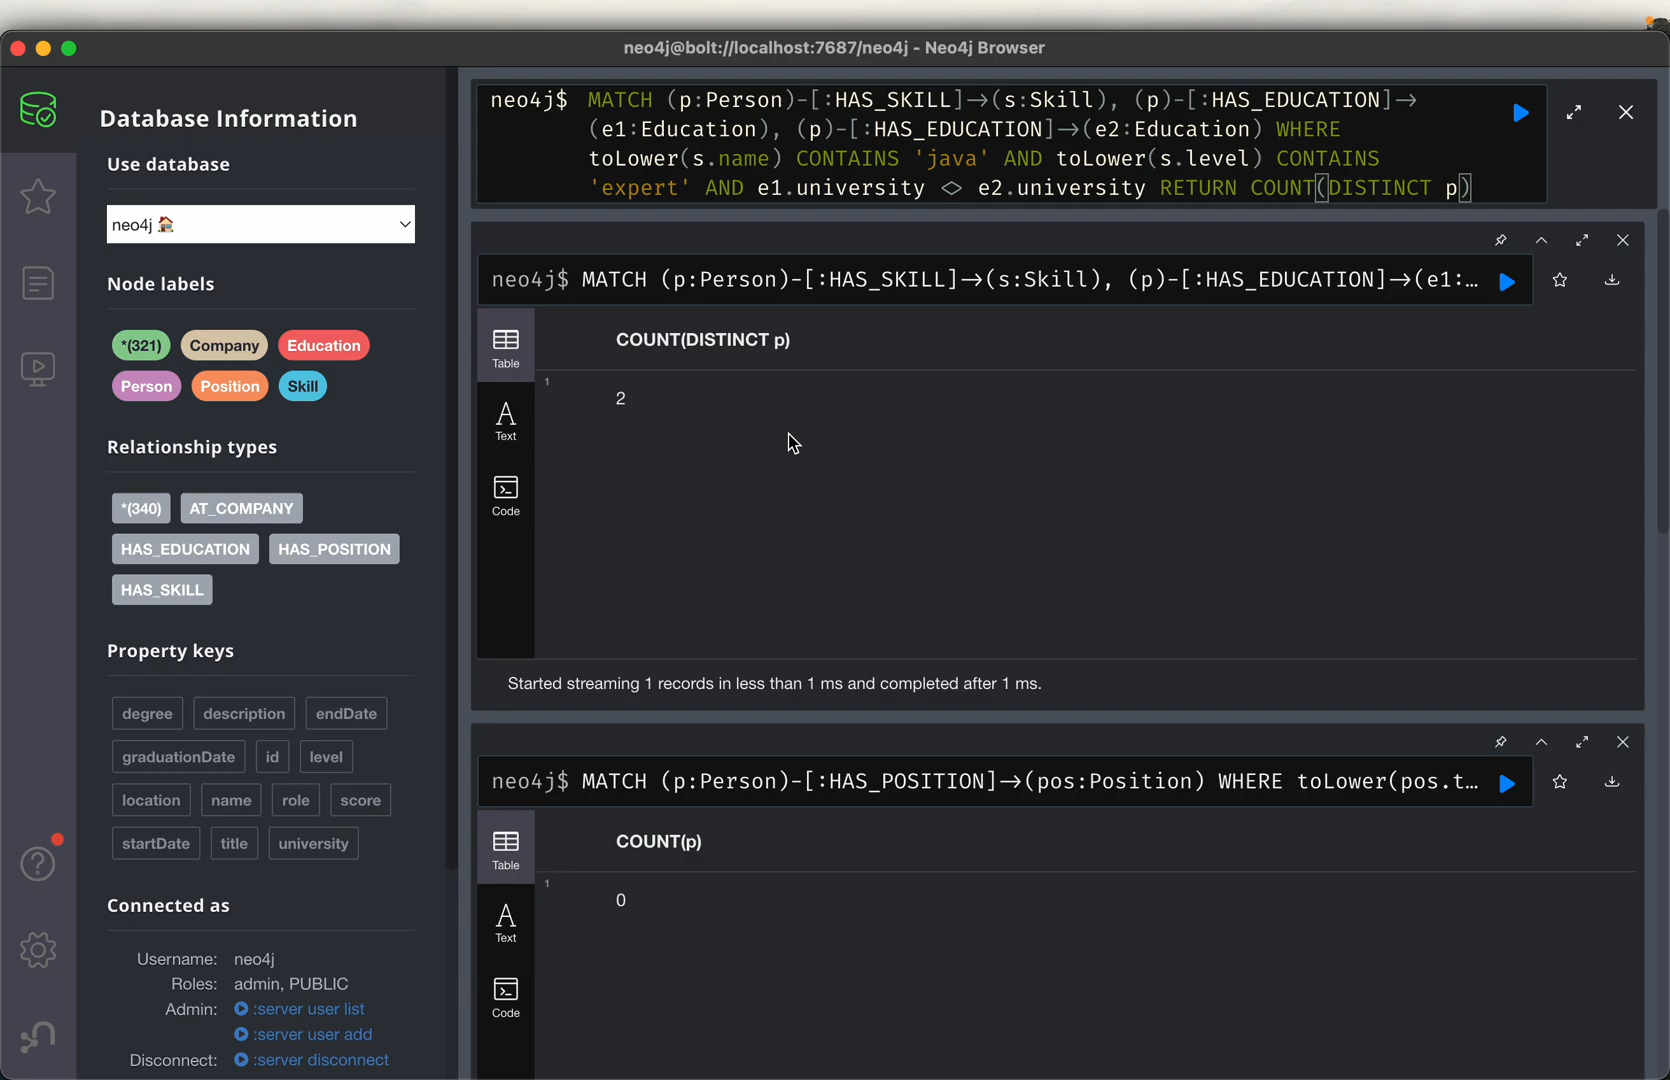 neo4j@bolt://localhost:7687/neo4j - Neo4j Browser
Database Information
Use database
neo4j
Node labels
*(321) Company Education
Person Position Skill
Relationship types
*(340) AT_COMPANY
HAS_EDUCATION HAS_POSITION
HAS_SKILL
Property keys
degree description endDate
graduationDate id level
location name role score
startDate title university
Connected as
Username: neo4j
Roles: admin, PUBLIC
Admin: :server user list
:server user add
Disconnect: :server disconnect
neo4j$ MATCH (p:Person)-[:HAS_SKILL]->(s:Skill), (p)-[:HAS_EDUCATION]->
(e1:Education), (p)-[:HAS_EDUCATION]->(e2:Education) WHERE
toLower(s.name) CONTAINS 'java' AND toLower(s.level) CONTAINS
'expert' AND e1.university <> e2.university RETURN COUNT(DISTINCT p)
neo4j$ MATCH (p:Person)-[:HAS_SKILL]->(s:Skill), (p)-[:HAS_EDUCATION]->(e1:…
Table
COUNT(DISTINCT p)
1
2
Text
Code
Started streaming 1 records in less than 1 ms and completed after 1 ms.
neo4j$ MATCH (p:Person)-[:HAS_POSITION]->(pos:Position) WHERE toLower(pos.t…
Table
COUNT(p)
1
0
Text
Code